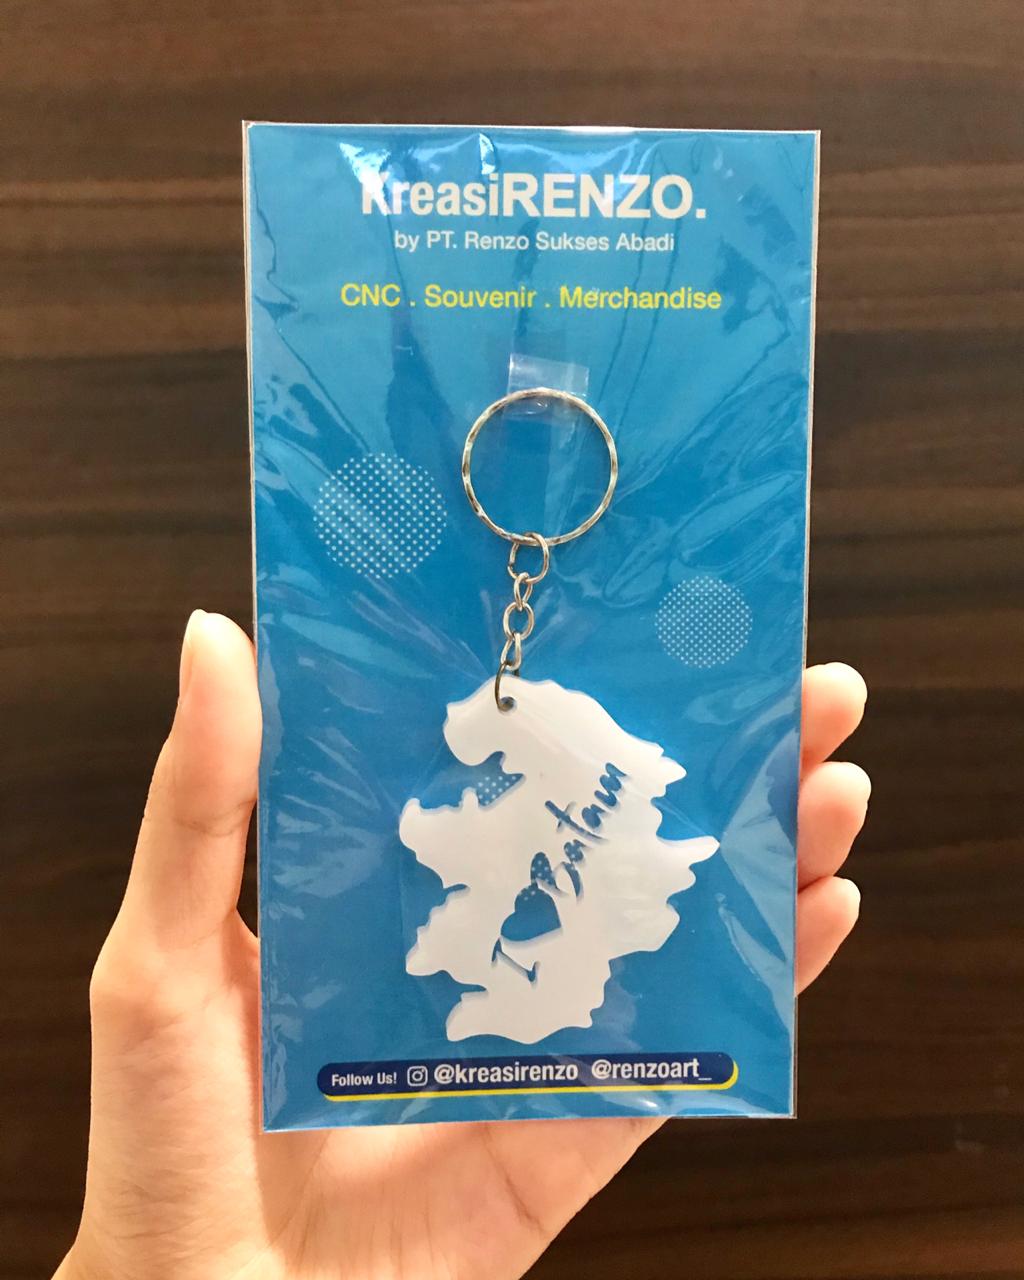 KreasiRENZO.
by PT. Renzo Sukses Abadi
CNC . Souvenir . Merchandise
I ♥ Batam
Follow Us! @kreasirenzo @renzoart_